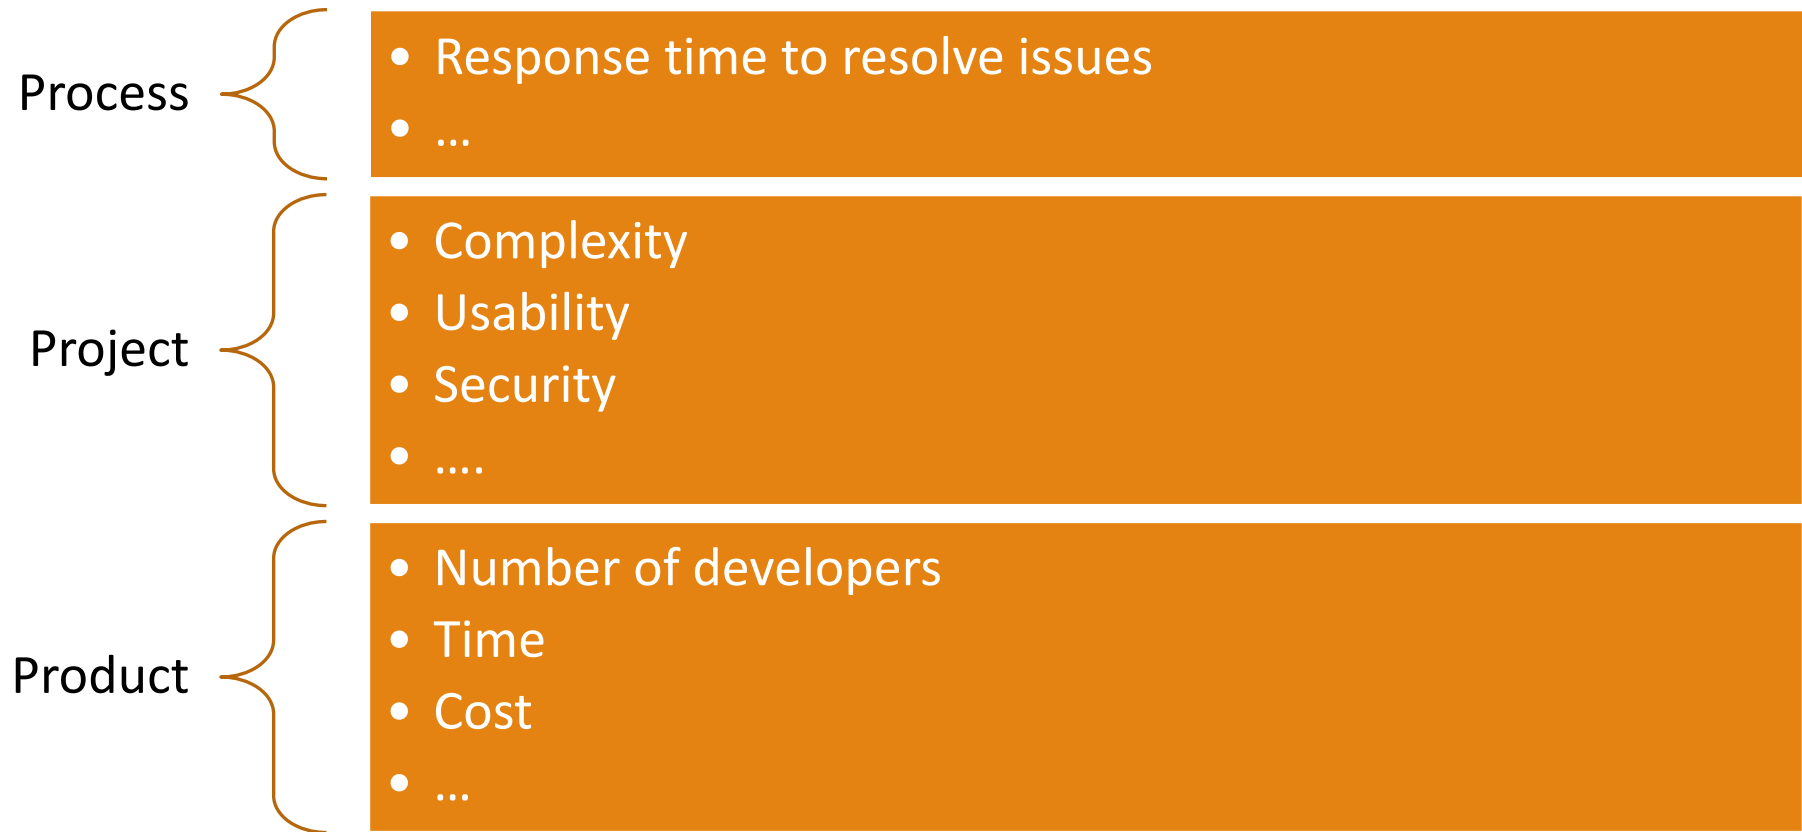 Process
• Response time to resolve issues
• ...
Project
• Complexity
• Usability
• Security
• ....
Product
• Number of developers
• Time
• Cost
• ...